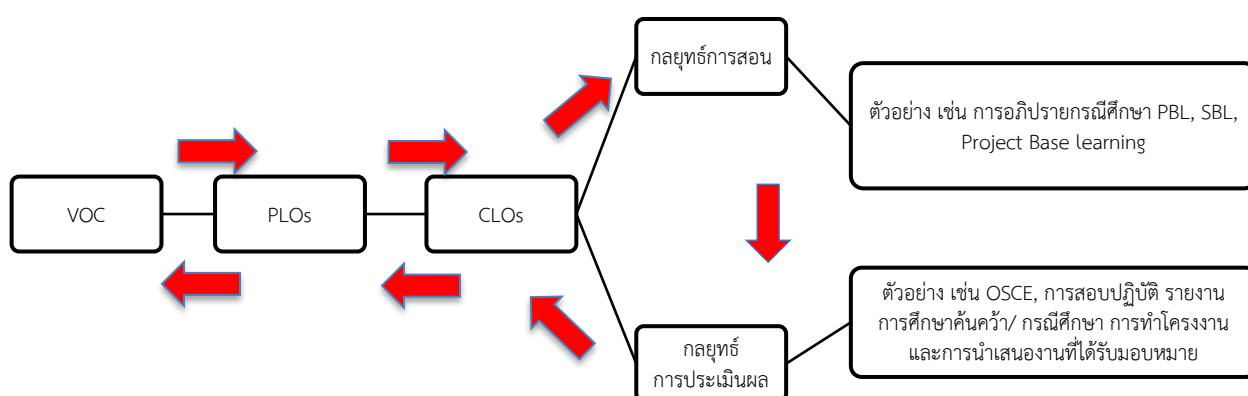 กลยุทธ์การสอน
ตัวอย่าง เช่น การอภิปรายกรณีศึกษา PBL, SBL,
Project Base learning
VOC
PLOs
CLOs
ตัวอย่าง เช่น OSCE, การสอบปฏิบัติ รายงาน
การศึกษาค้นคว้า/ กรณีศึกษา การทำโครงงาน
และการนำเสนองานที่ได้รับมอบหมาย
กลยุทธ์
การประเมินผล